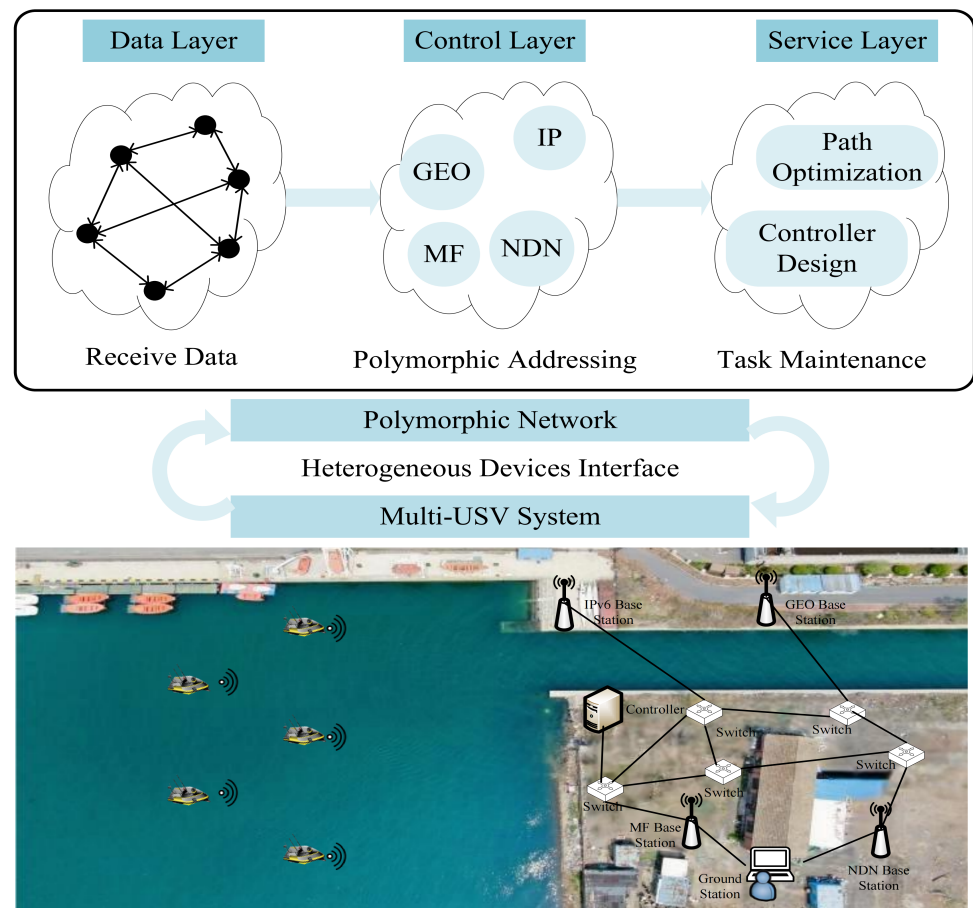 Data Layer
Control Layer
Service Layer
GEO
IP
MF
NDN
Path
Optimization
Controller
Design
Receive Data
Polymorphic Addressing
Task Maintenance
Polymorphic Network
Heterogeneous Devices Interface
Multi-USV System
IPv6 Base
Station
GEO Base
Station
Controller
Switch
Switch
Switch
Switch
Switch
MF Base
Station
Ground
Station
NDN Base
Station